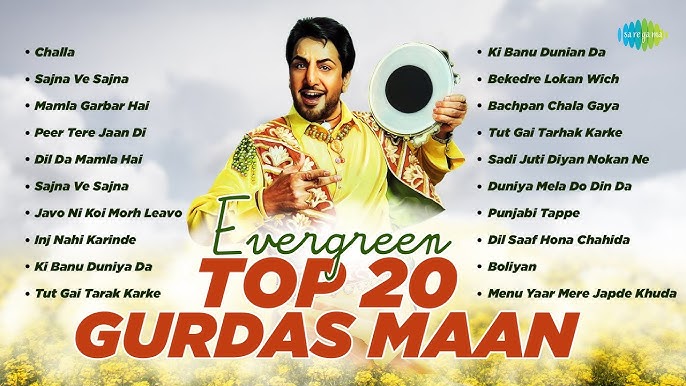 saregama
Challa
Sajna Ve Sajna
Mamla Garbar Hai
Peer Tere Jaan Di
Dil Da Mamla Hai
Sajna Ve Sajna
Javo Ni Koi Morh Leavo
Inj Nahi Karinde
Ki Banu Duniya Da
Tut Gai Tarak Karke
Ki Banu Dunian Da
Bekedre Lokan Wich
Bachpan Chala Gaya
Tut Gai Tarhak Karke
Sadi Juti Diyan Nokan Ne
Duniya Mela Do Din Da
Punjabi Tappe
Dil Saaf Hona Chahida
Boliyan
Menu Yaar Mere Japde Khuda
Evergreen
TOP 20
GURDAS MAAN